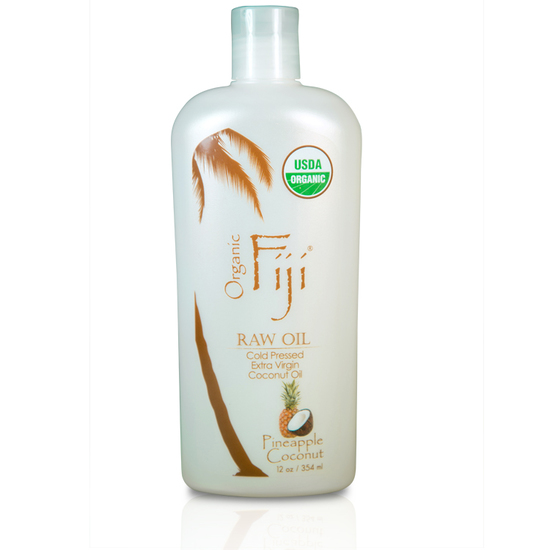 USDA
ORGANIC
Organic
Fiji®
RAW OIL
Cold Pressed
Extra Virgin
Coconut Oil
Pineapple
Coconut
12 oz / 354 ml